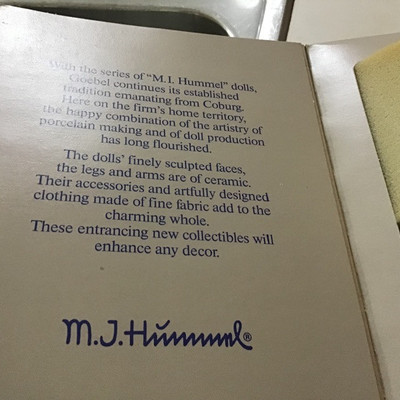 With the series of "M.I. Hummel" dolls,
Goebel continues its established
tradition emanating from Coburg.
Here on the firm's home territory,
the happy combination of the artistry of
porcelain making and of doll production
has long flourished.
The dolls' finely sculpted faces,
the legs and arms are of ceramic.
Their accessories and artfully designed
clothing made of fine fabric add to the
charming whole.
These entrancing new collectibles will
enhance any decor.
M.J.Hummel®